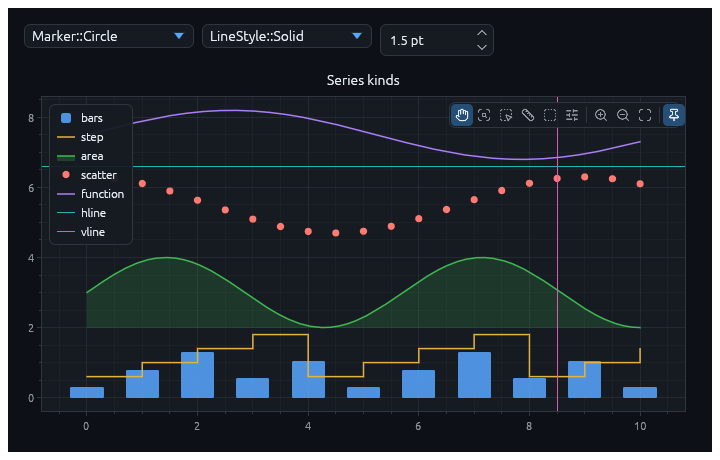 Marker::Circle
LineStyle::Solid
1.5 pt
Series kinds
bars
step
area
scatter
function
hline
vline
8
6
4
2
0
0
2
4
6
8
10